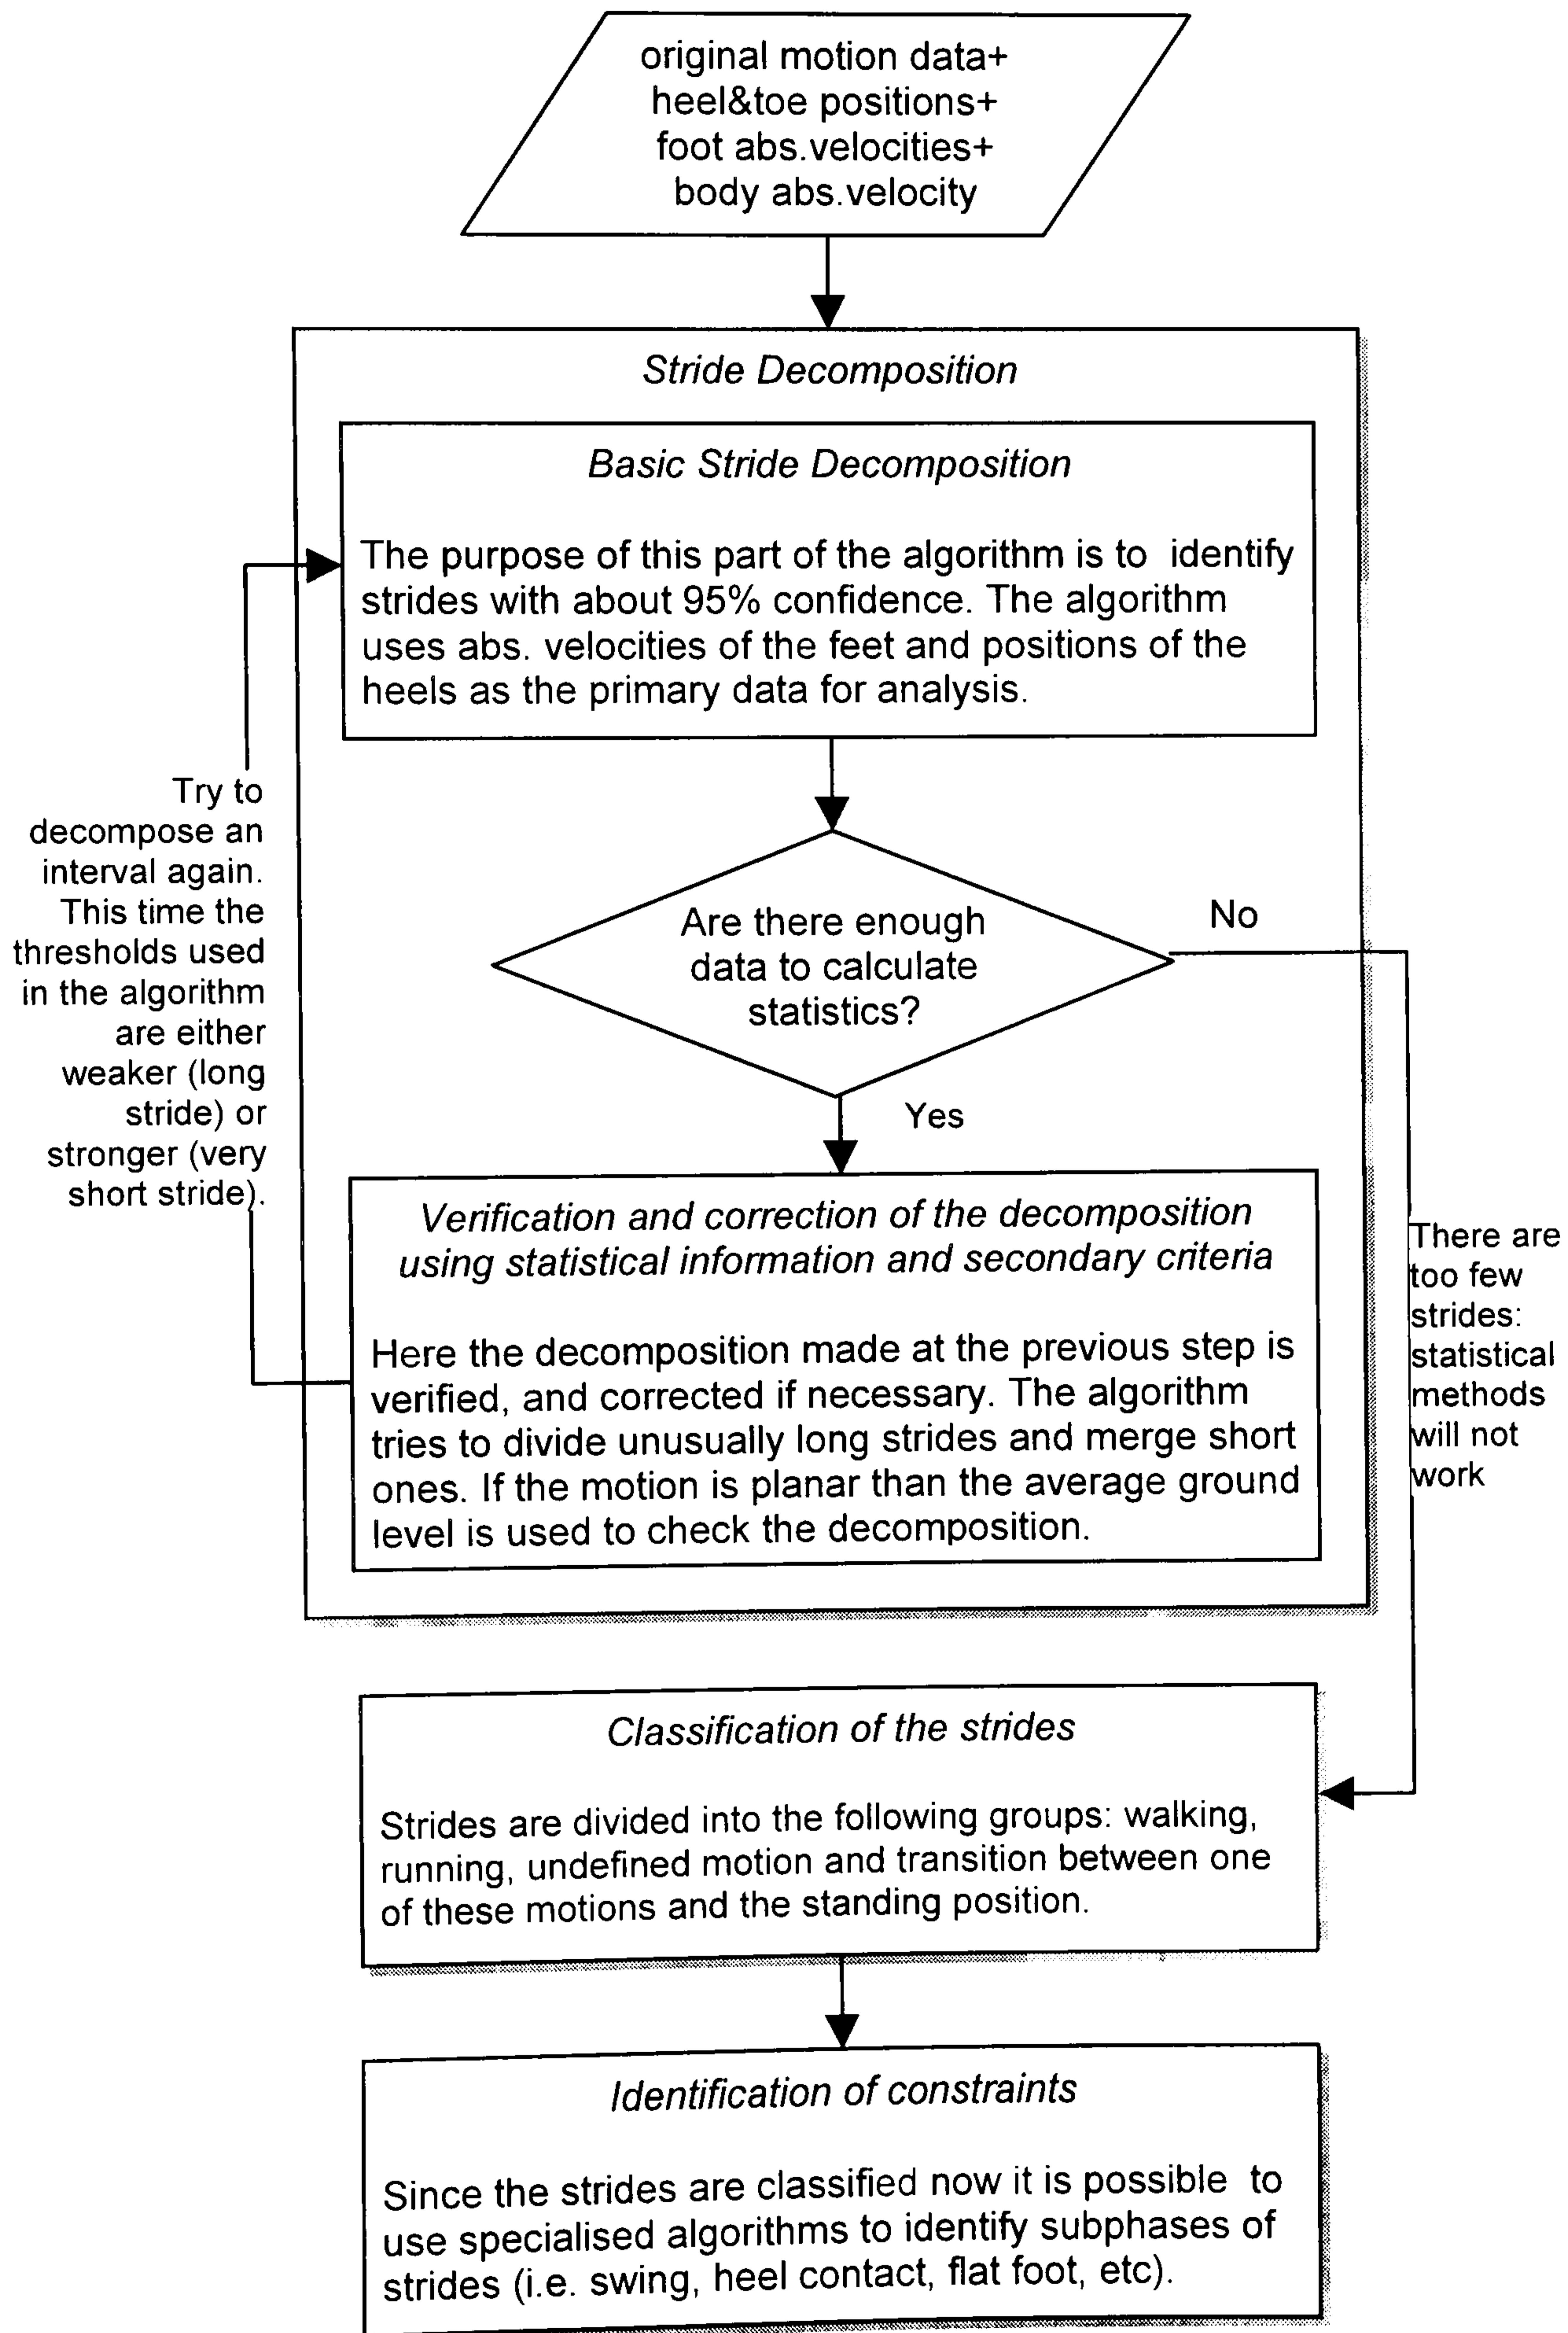 original motion data+
heel&toe positions+
foot abs.velocities+
body abs.velocity
Stride Decomposition
Basic Stride Decomposition
The purpose of this part of the algorithm is to identify
strides with about 95% confidence. The algorithm
uses abs. velocities of the feet and positions of the
heels as the primary data for analysis.
Try to
decompose an
interval again.
This time the
thresholds used
in the algorithm
are either
weaker (long
stride) or
stronger (very
short stride).
Are there enough
data to calculate
statistics?
No
Yes
Verification and correction of the decomposition
using statistical information and secondary criteria
Here the decomposition made at the previous step is
verified, and corrected if necessary. The algorithm
tries to divide unusually long strides and merge short
ones. If the motion is planar than the average ground
level is used to check the decomposition.
There are
too few
strides:
statistical
methods
will not
work
Classification of the strides
Strides are divided into the following groups: walking,
running, undefined motion and transition between one
of these motions and the standing position.
Identification of constraints
Since the strides are classified now it is possible to
use specialised algorithms to identify subphases of
strides (i.e. swing, heel contact, flat foot, etc).